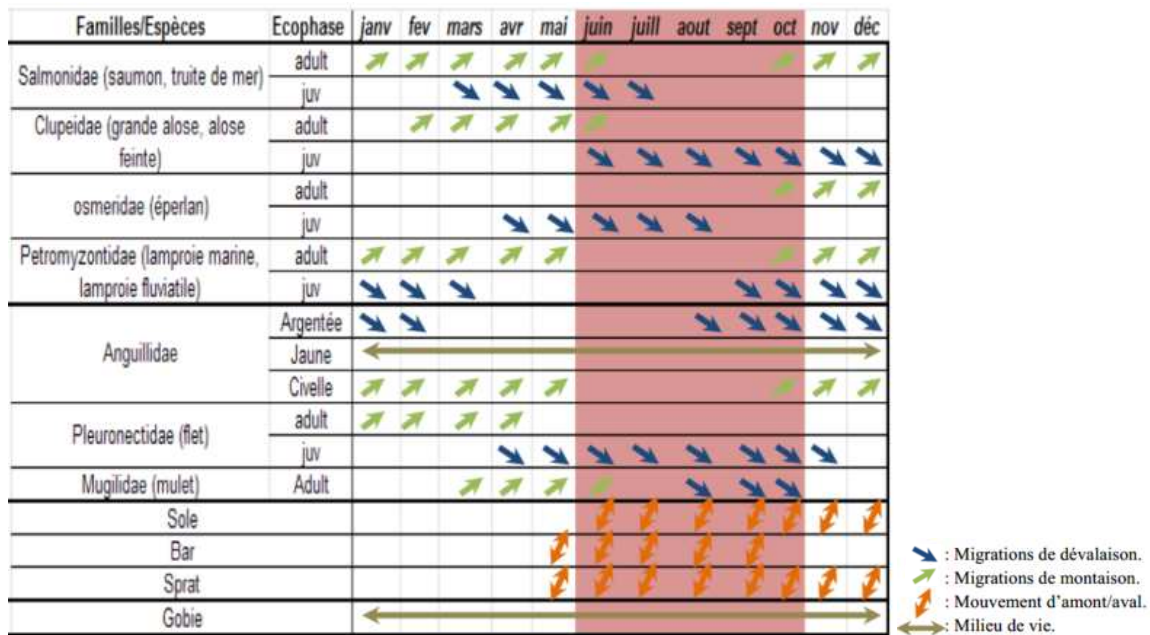 Familles/Espèces Ecophase janv fev mars avr mai juin juill aout sept oct nov déc
Salmonidae (saumon, truite de mer) adult
juv
Clupeidae (grande alose, alose adult
feinte) juv
osmeridae (éperlan) adult
juv
Petromyzontidae (lamproie marine, adult
lamproie fluviatile) juv
Anguillidae Argentée
Jaune
Civelle
Pleuronectidae (flet) adult
juv
Mugilidae (mulet) Adult
Sole
Bar
Sprat
Gobie
: Migrations de dévalaison.
: Migrations de montaison.
: Mouvement d'amont/aval.
: Milieu de vie.